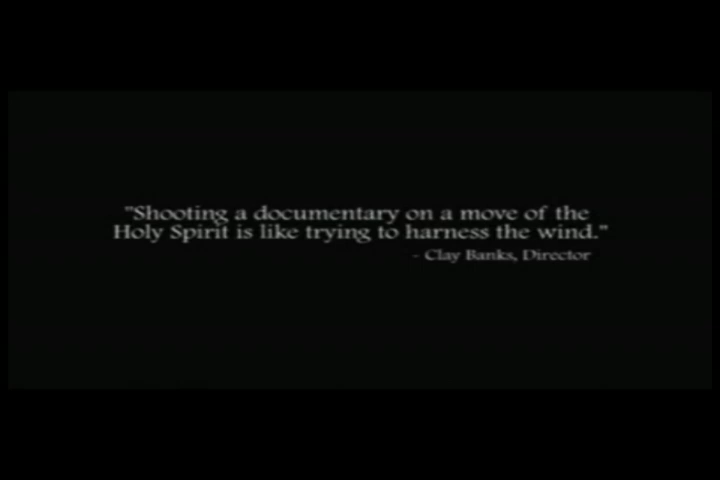 "Shooting a documentary on a move of the
Holy Spirit is like trying to harness the wind."
- Clay Banks, Director